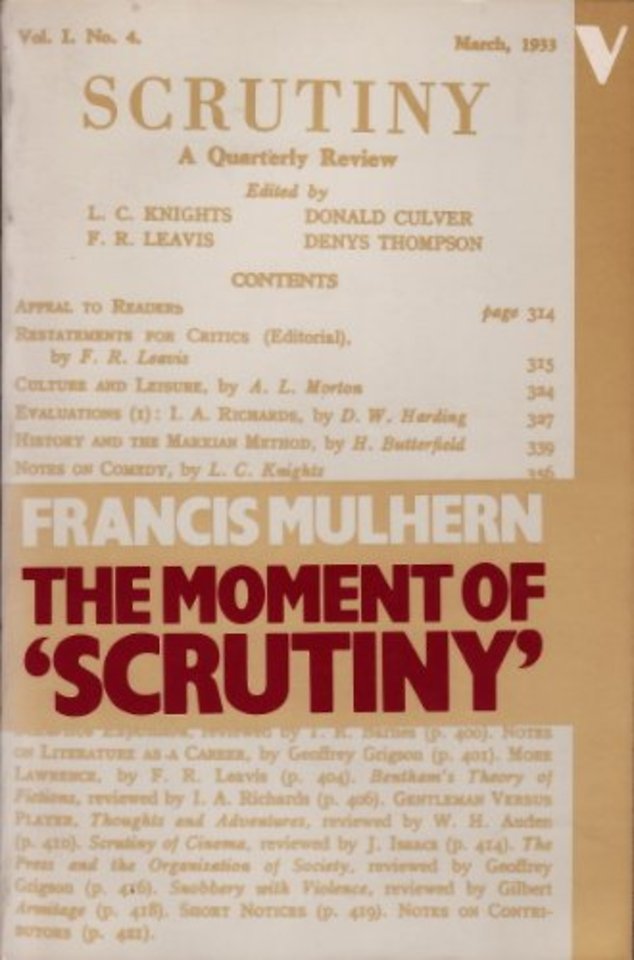 Vol. I. No. 4. March, 1933
V
SCRUTINY
A Quarterly Review
Edited by
L. C. KNIGHTS DONALD CULVER
F. R. LEAVIS DENYS THOMPSON
CONTENTS
APPEAL TO READERS page 314
RESTATEMENTS FOR CRITICS (Editorial),
by F. R. Leavis 315
CULTURE AND LEISURE, by A. L. Morton 324
EVALUATIONS (1): I. A. RICHARDS, by D. W. Harding 327
HISTORY AND THE MARXIAN METHOD, by H. Butterfield 339
NOTES ON COMEDY, by L. C. Knights 356
FRANCIS MULHERN
THE MOMENT OF
‘SCRUTINY’
reviewed by T. R. Barnes (p. 400). NOTES
ON LITERATURE AS A CAREER, by Geoffrey Grigson (p. 401). MORE
LAWRENCE, by F. R. Leavis (p. 404). Bentham's Theory of
Fictions, reviewed by I. A. Richards (p. 406). GENTLEMAN VERSUS
PLAYER, Thoughts and Adventures, reviewed by W. H. Auden
(p. 410). Scrutiny of Cinema, reviewed by J. Isaacs (p. 414). The
Press and the Organization of Society, reviewed by Geoffrey
Grigson (p. 416). Snobbery with Violence, reviewed by Gilbert
Armitage (p. 418). SHORT NOTICES (p. 419). NOTES ON CONTRI-
BUTORS (p. 421).